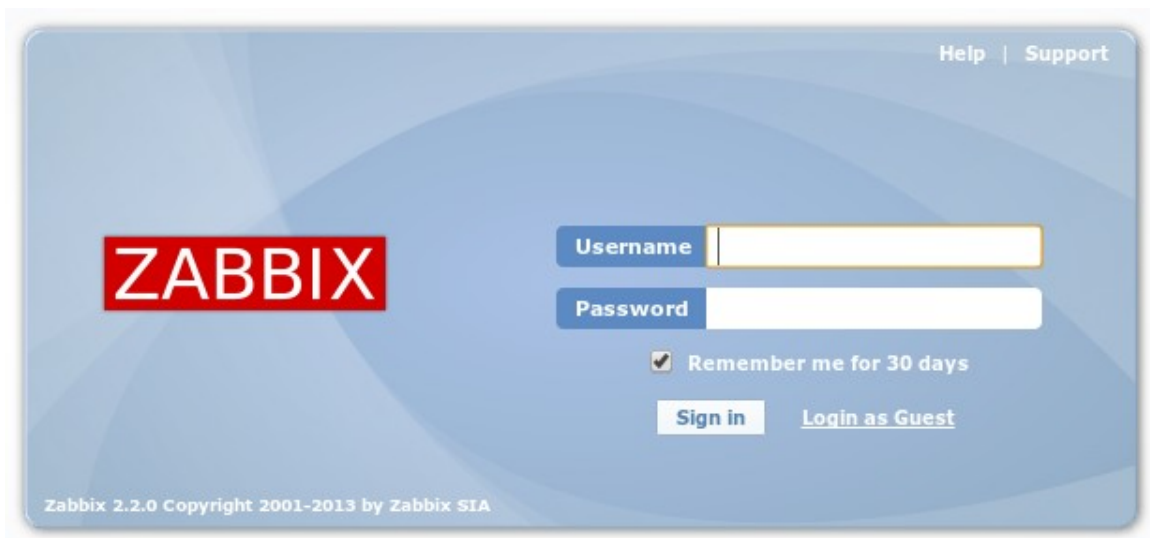 Help | Support
ZABBIX
Username
Password
Remember me for 30 days
Sign in Login as Guest
Zabbix 2.2.0 Copyright 2001-2013 by Zabbix SIA